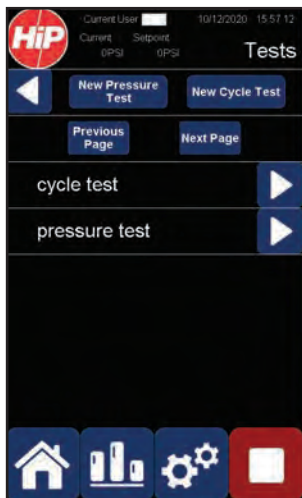 HiP
Current User
10/12/2020 15:57:12
Current Setpoint
0PSI 0PSI
Tests
New Pressure
Test
New Cycle Test
Previous
Page
Next Page
cycle test
pressure test